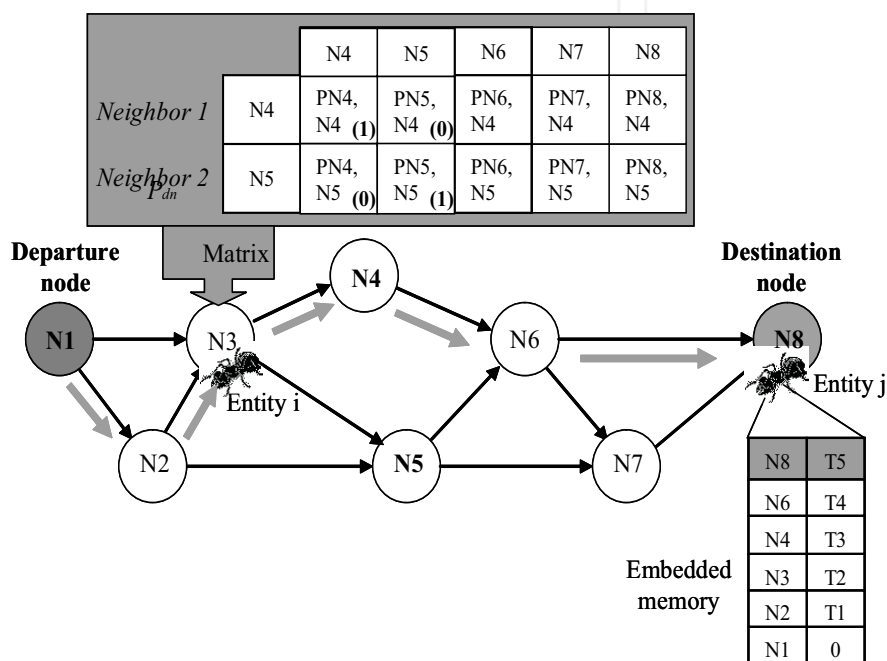 N4 N5 N6 N7 N8
Neighbor 1 N4 PN4, N4 (1) PN5, N4 (0) PN6, N4 PN7, N4 PN8, N4
Neighbor 2 N5 PN4, N5 (0) PN5, N5 (1) PN6, N5 PN7, N5 PN8, N5
Pdn
Matrix
Departure
node
Destination
node
N4
N1
N3
N6
N8
Entity i
Entity j
N2
N5
N7
N8 T5
N6 T4
N4 T3
N3 T2
N2 T1
N1 0
Embedded
memory